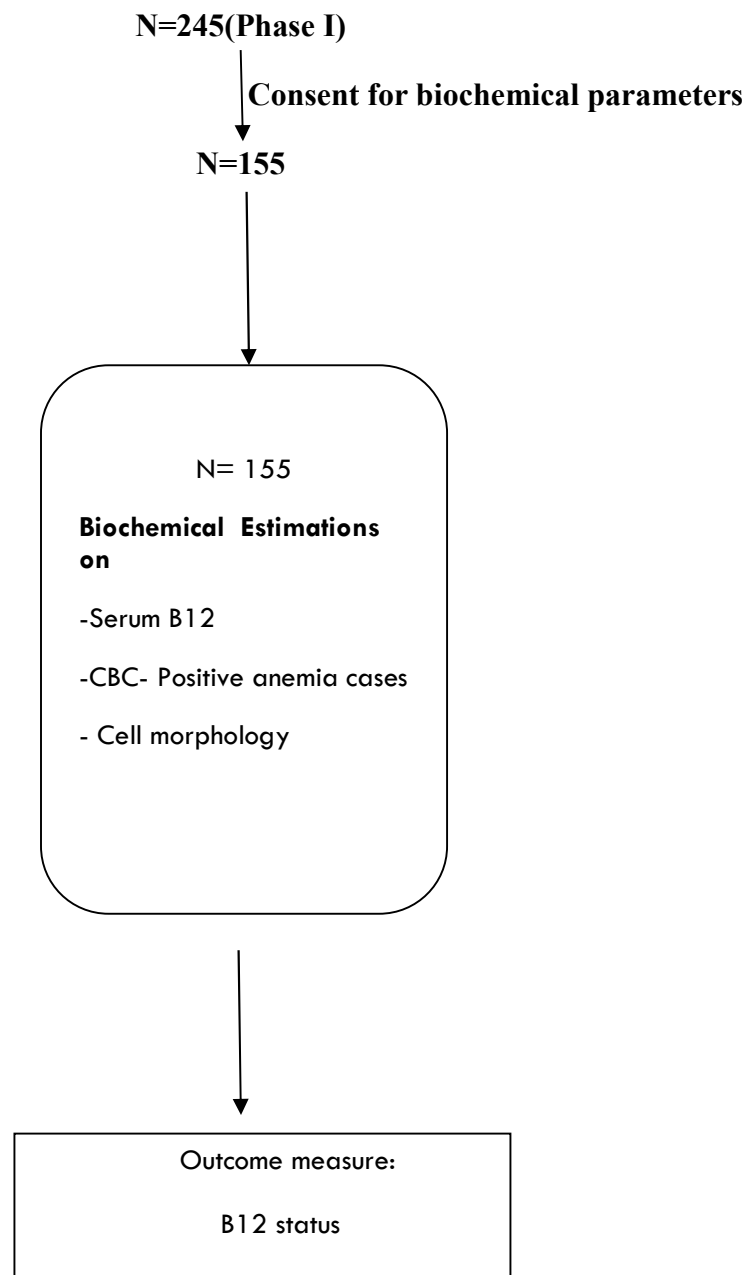 N=245(Phase I)
Consent for biochemical parameters
N=155
N= 155
Biochemical Estimations
on
-Serum B12
-CBC- Positive anemia cases
- Cell morphology
Outcome measure:
B12 status